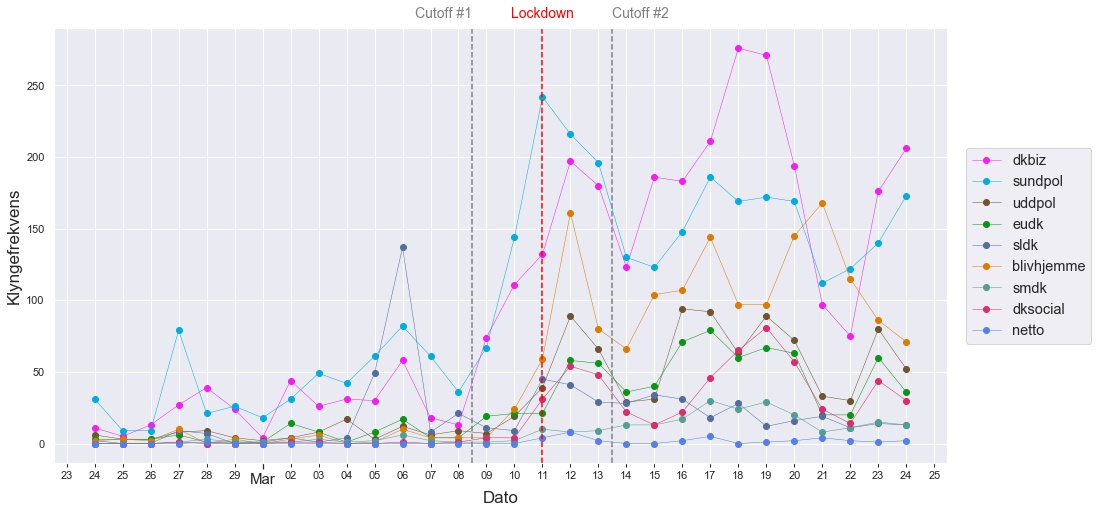 Cutoff #1 Lockdown Cutoff #2
Klyngefrekvens
250
200
150
100
50
0
23 24 25 26 27 28 29 Mar 02 03 04 05 06 07 08 09 10 11 12 13 14 15 16 17 18 19 20 21 22 23 24 25
Dato
dkbiz
sundpol
uddpol
eudk
sldk
blivhjemme
smdk
dksocial
netto